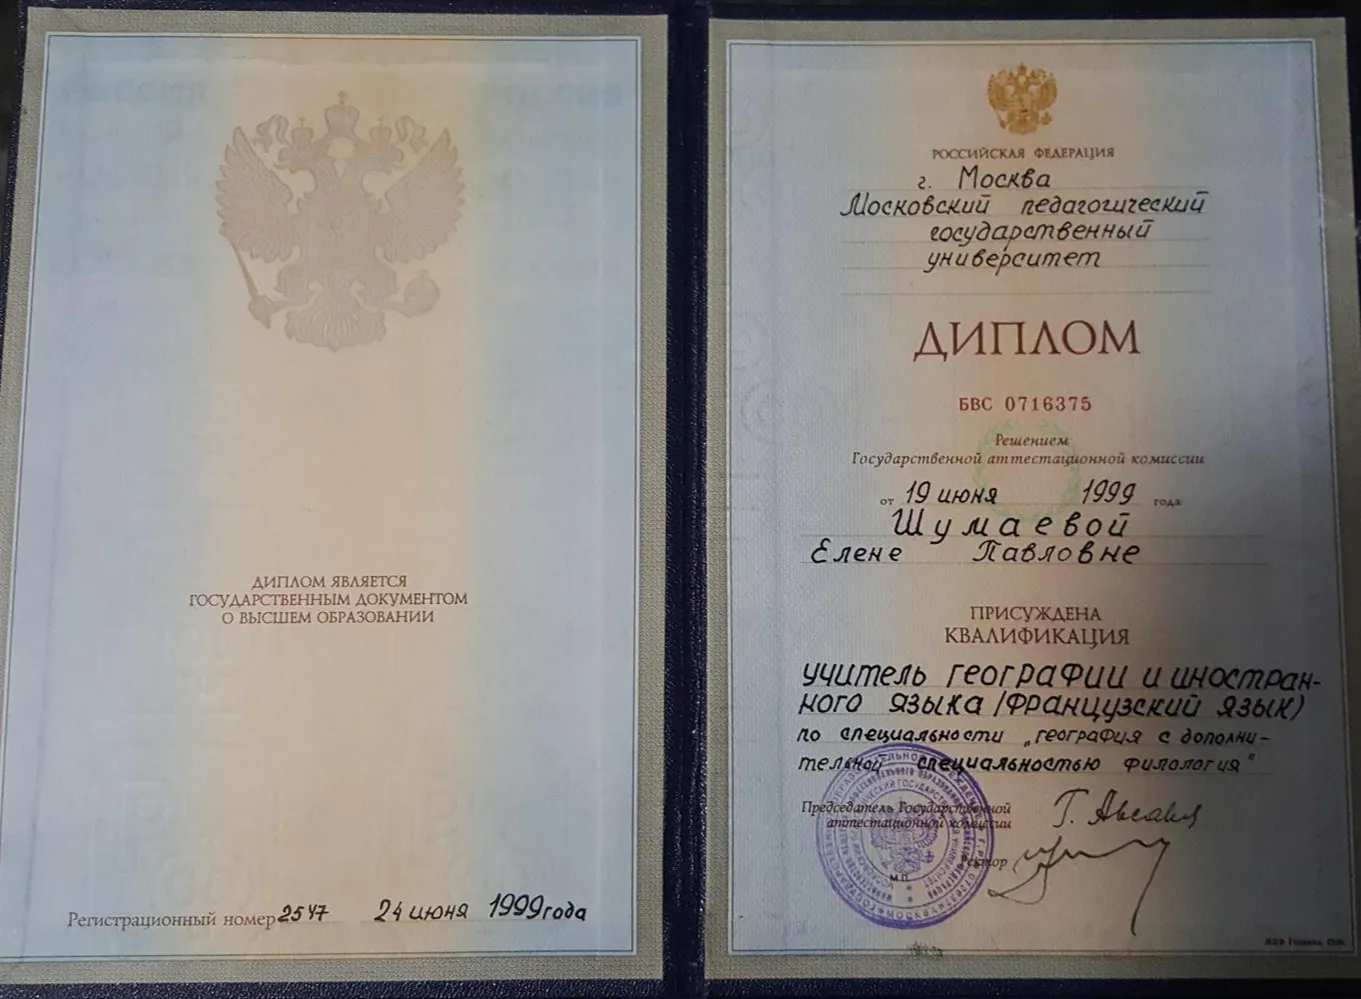 ДИПЛОМ ЯВЛЯЕТСЯ
ГОСУДАРСТВЕННЫМ ДОКУМЕНТОМ
О ВЫСШЕМ ОБРАЗОВАНИИ
Регистрационный номер 2547 24 июня 1999 года
РОССИЙСКАЯ ФЕДЕРАЦИЯ
г. Москва
Московский педагогический
государственный
университет
ДИПЛОМ
БВС 0716375
Решением
Государственной аттестационной комиссии
от 19 июня 1999 года
Шумаевой
Елене Павловне
ПРИСУЖДЕНА
КВАЛИФИКАЦИЯ
учитель географии и иностран-
ного языка /французский язык)
по специальности „география с дополни-
тельной специальностью филология"
Председатель Государственной
аттестационной комиссии
Ректор
М.П.